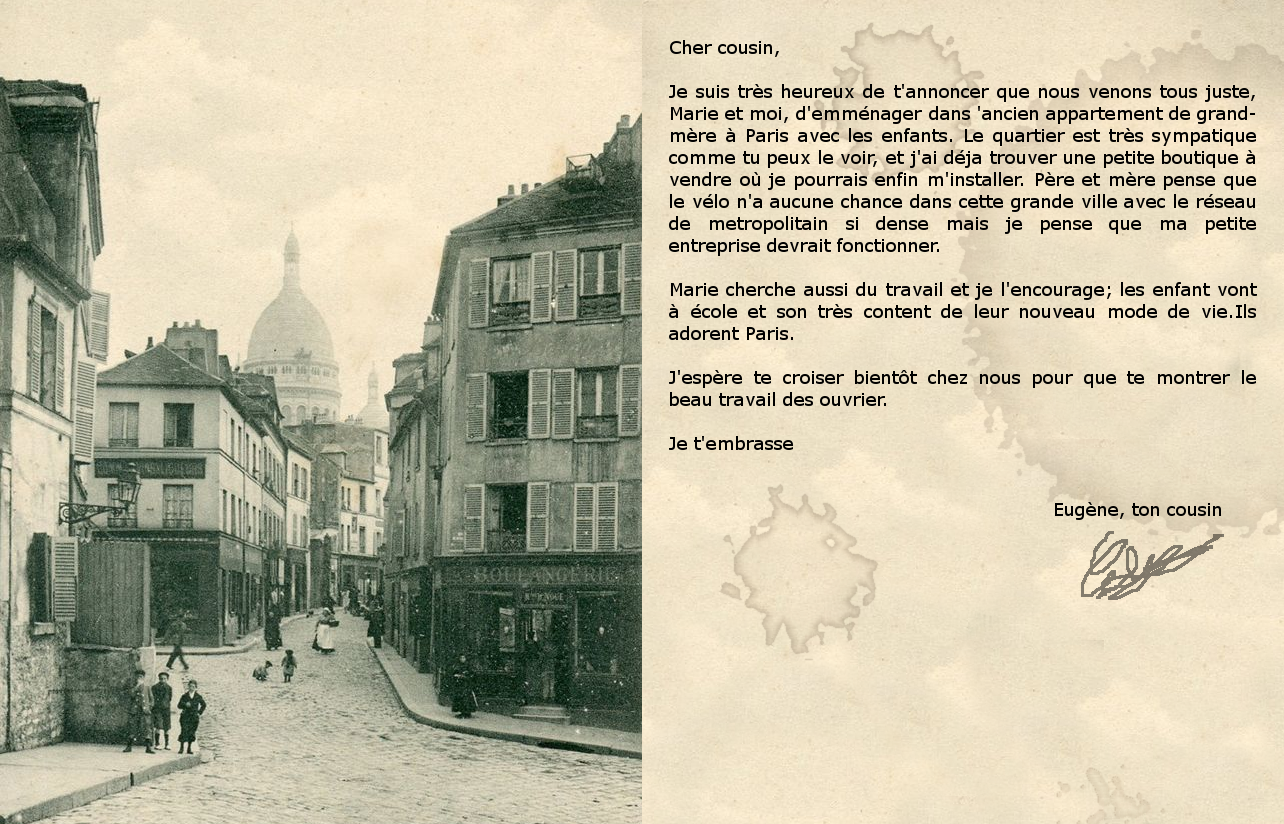 BOULANGERIE
Cher cousin,
Je suis très heureux de t'annoncer que nous venons tous juste,
Marie et moi, d'emménager dans 'ancien appartement de grand-
mère à Paris avec les enfants. Le quartier est très sympatique
comme tu peux le voir, et j'ai déja trouver une petite boutique à
vendre où je pourrais enfin m'installer. Père et mère pense que
le vélo n'a aucune chance dans cette grande ville avec le réseau
de metropolitain si dense mais je pense que ma petite
entreprise devrait fonctionner.
Marie cherche aussi du travail et je l'encourage; les enfant vont
à école et son très content de leur nouveau mode de vie.Ils
adorent Paris.
J'espère te croiser bientôt chez nous pour que te montrer le
beau travail des ouvrier.
Je t'embrasse
Eugène, ton cousin